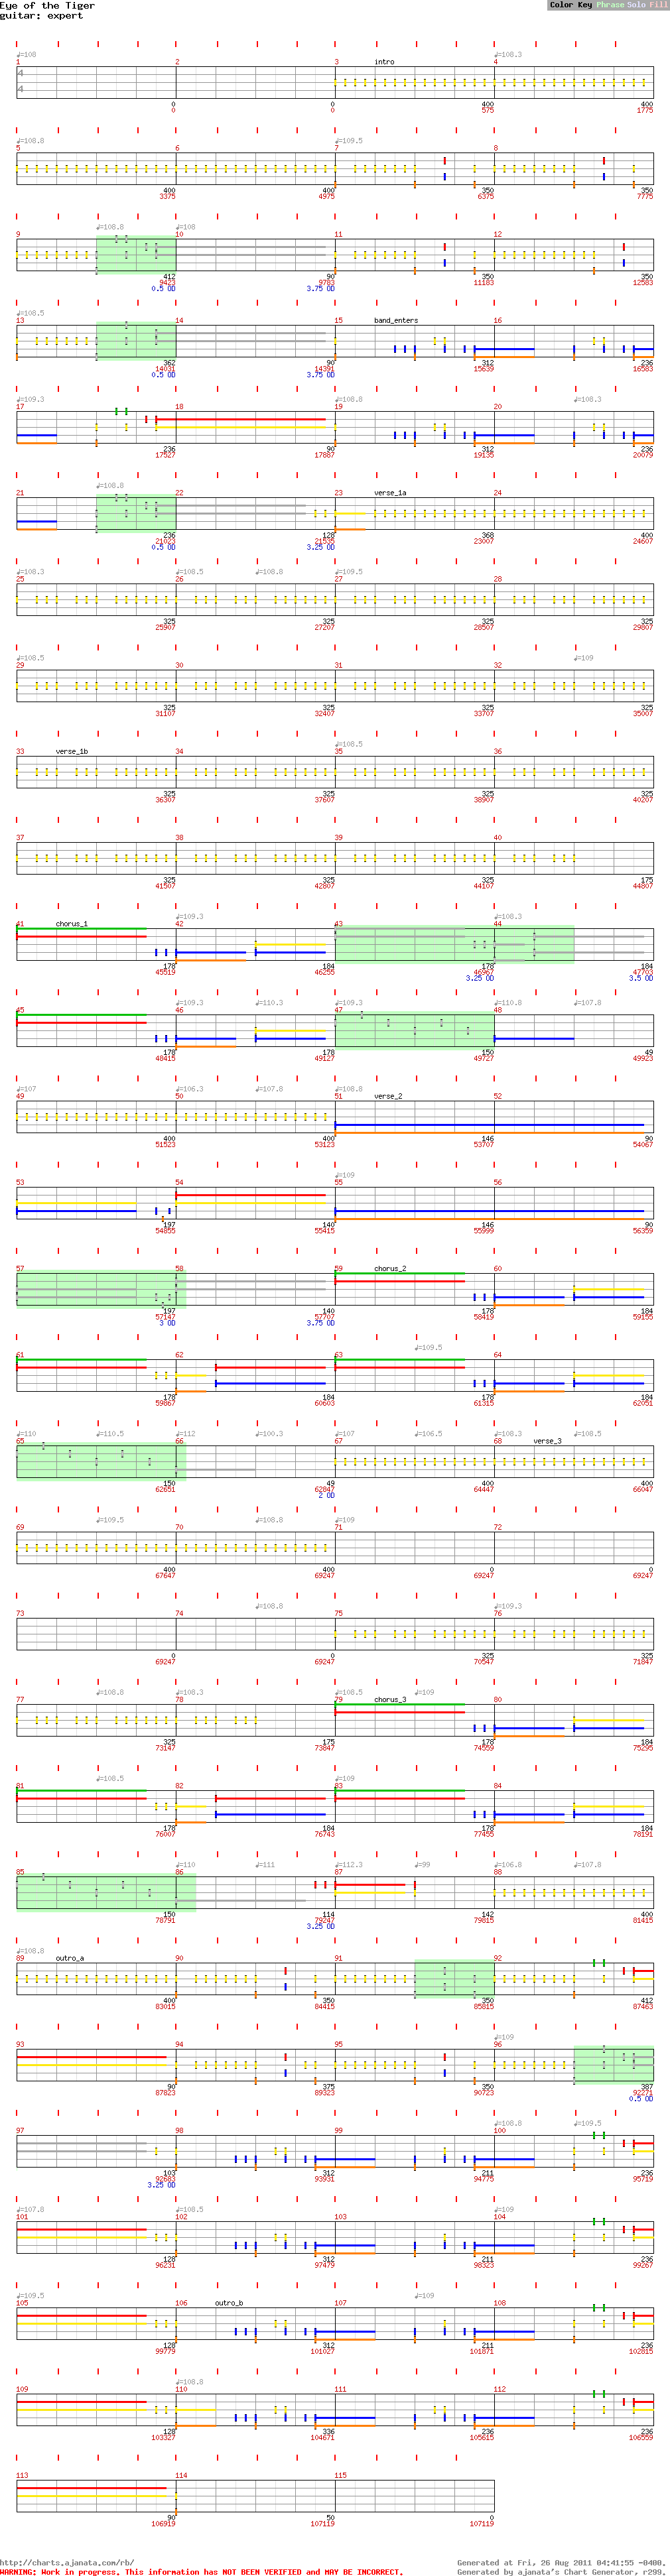 Eye of the Tiger
guitar: expert
Color Key Phrase Solo Fill
♩=108 ♩=108.3
1 2 3 intro 4
4
4
0 0 400 400
0 0 575 1775
♩=108.8 ♩=109.5
5 6 7 8
400 400 350 350
3375 4975 6375 7775
♩=108.8 ♩=108
9 10 11 12
412 90 350 350
9423 9783 11183 12583
0.5 OD 3.75 OD
♩=108.5
13 14 15 band_enters 16
362 90 312 236
14031 14391 15639 16583
0.5 OD 3.75 OD
♩=109.3 ♩=108.8 ♩=108.3
17 18 19 20
236 90 312 236
17527 17887 19135 20079
♩=108.8
21 22 23 verse_1a 24
236 128 368 400
21023 21535 23007 24607
0.5 OD 3.25 OD
♩=108.3 ♩=108.5 ♩=108.8 ♩=109.5
25 26 27 28
325 325 325 325
25907 27207 28507 29807
♩=108.5 ♩=109
29 30 31 32
325 325 325 325
31107 32407 33707 35007
♩=108.5
33 verse_1b 34 35 36
325 325 325 325
36307 37607 38907 40207
37 38 39 40
325 325 325 175
41507 42807 44107 44807
♩=109.3 ♩=108.3
41 chorus_1 42 43 44
178 184 178 184
45519 46255 46967 47703
3.25 OD 3.5 OD
♩=109.3 ♩=110.3 ♩=109.3 ♩=110.8 ♩=107.8
45 46 47 48
178 178 150 49
48415 49127 49727 49923
♩=107 ♩=106.3 ♩=107.8 ♩=108.8
49 50 51 verse_2 52
400 400 146 90
51523 53123 53707 54067
♩=109
53 54 55 56
197 140 146 90
54855 55415 55999 56359
57 58 59 chorus_2 60
197 140 178 184
57147 57707 58419 59155
3 OD 3.75 OD
♩=109.5
61 62 63 64
178 184 178 184
59867 60603 61315 62051
♩=110 ♩=110.5 ♩=112 ♩=100.3 ♩=107 ♩=106.5 ♩=108.3 ♩=108.5
65 66 67 68 verse_3
150 49 400 400
62651 62847 64447 66047
2 OD
♩=109.5 ♩=108.8 ♩=109
69 70 71 72
400 400 0 0
67647 69247 69247 69247
♩=108.8 ♩=109.3
73 74 75 76
0 0 325 325
69247 69247 70547 71847
♩=108.8 ♩=108.3 ♩=108.5 ♩=109
77 78 79 chorus_3 80
325 175 178 184
73147 73847 74559 75295
♩=108.5 ♩=109
81 82 83 84
178 184 178 184
76007 76743 77455 78191
♩=110 ♩=111 ♩=112.3 ♩=99 ♩=106.8 ♩=107.8
85 86 87 88
150 114 142 400
78791 79247 79815 81415
3.25 OD
♩=108.8
89 outro_a 90 91 92
400 350 350 412
83015 84415 85815 87463
♩=109
93 94 95 96
90 375 350 387
87823 89323 90723 92271
0.5 OD
♩=108.8 ♩=109.5
97 98 99 100
103 312 211 236
92683 93931 94775 95719
3.25 OD
♩=107.8 ♩=108.5 ♩=109
101 102 103 104
128 312 211 236
96231 97479 98323 99267
♩=109.5 ♩=109
105 106 outro_b 107 108
128 312 211 236
99779 101027 101871 102815
♩=108.8
109 110 111 112
128 336 236 236
103327 104671 105615 106559
113 114 115
90 50 0
106919 107119 107119
http://charts.ajanata.com/rb/
Generated at Fri, 26 Aug 2011 04:41:55 -0400.
WARNING: Work in progress. This information has NOT BEEN VERIFIED and MAY BE INCORRECT.
Generated by ajanata's Chart Generator, r299.